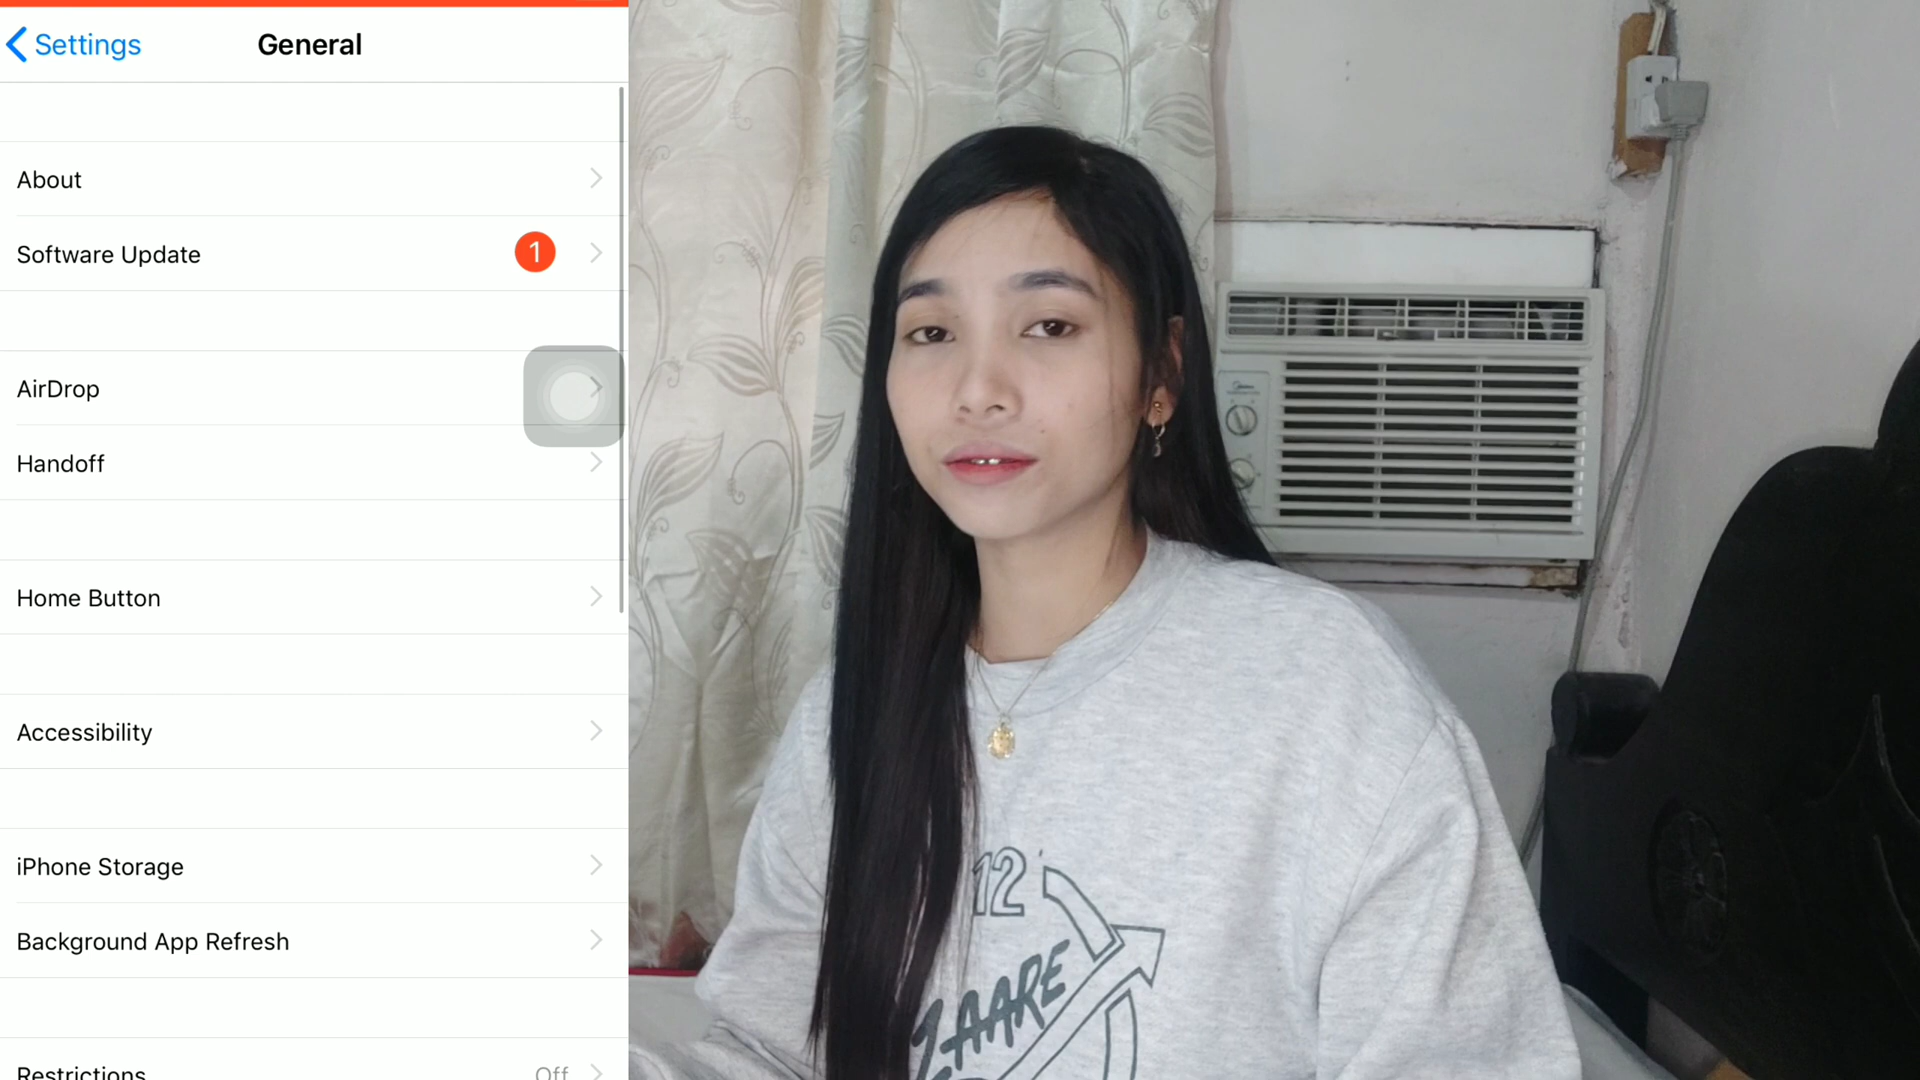 Settings
General
About
Software Update 1
AirDrop
Handoff
Home Button
Accessibility
iPhone Storage
Background App Refresh
Restrictions Off
12
ZAARE